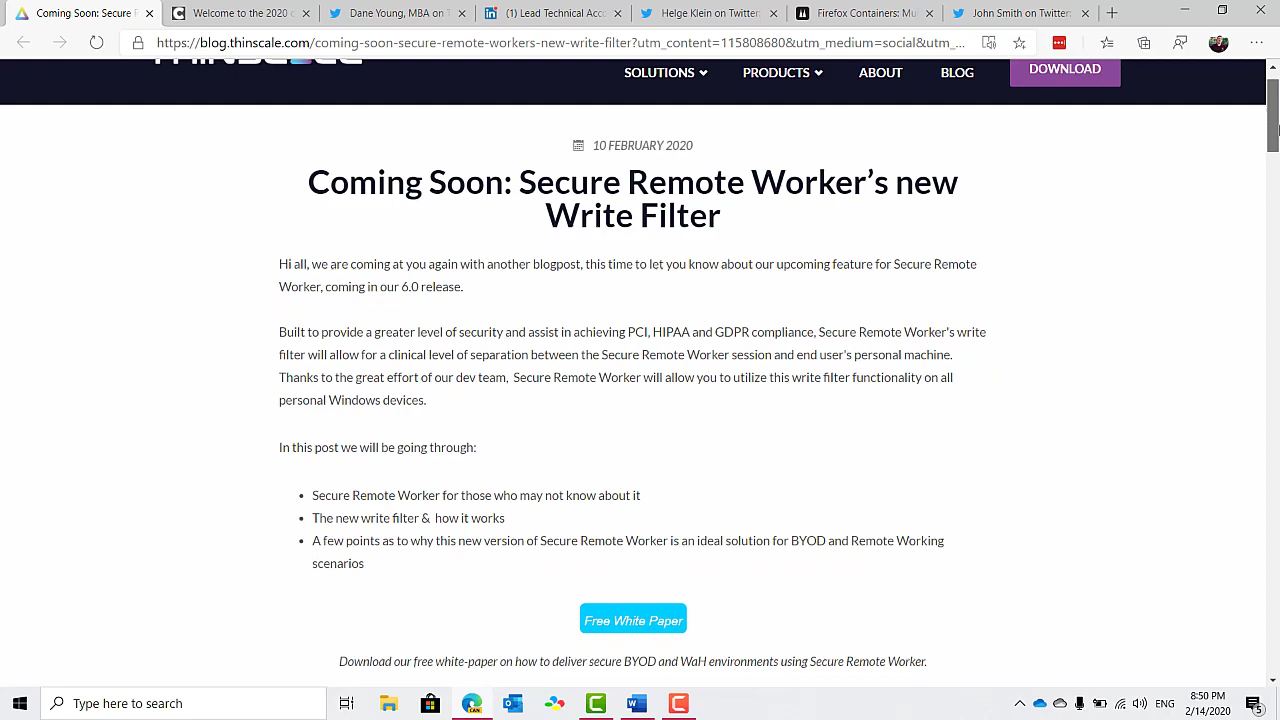 Coming Soon: Secure R
Welcome to the 2020 c
Dane Young, MBA on T
(1) Lead Technical Acc
Helge Klein on Twitter
Firefox Containers: Mu
John Smith on Twitter
https://blog.thinscale.com/coming-soon-secure-remote-workers-new-write-filter?utm_content=115808680&utm_medium=social&utm_...
SOLUTIONS PRODUCTS ABOUT BLOG DOWNLOAD
10 FEBRUARY 2020
Coming Soon: Secure Remote Worker’s new
Write Filter
Hi all, we are coming at you again with another blogpost, this time to let you know about our upcoming feature for Secure Remote
Worker, coming in our 6.0 release.
Built to provide a greater level of security and assist in achieving PCI, HIPAA and GDPR compliance, Secure Remote Worker's write
filter will allow for a clinical level of separation between the Secure Remote Worker session and end user's personal machine.
Thanks to the great effort of our dev team, Secure Remote Worker will allow you to utilize this write filter functionality on all
personal Windows devices.
In this post we will be going through:
• Secure Remote Worker for those who may not know about it
• The new write filter & how it works
• A few points as to why this new version of Secure Remote Worker is an ideal solution for BYOD and Remote Working
scenarios
Free White Paper
Download our free white-paper on how to deliver secure BYOD and WaH environments using Secure Remote Worker.
Type here to search
CAN
ENG
8:50 PM
2/14/2020
5